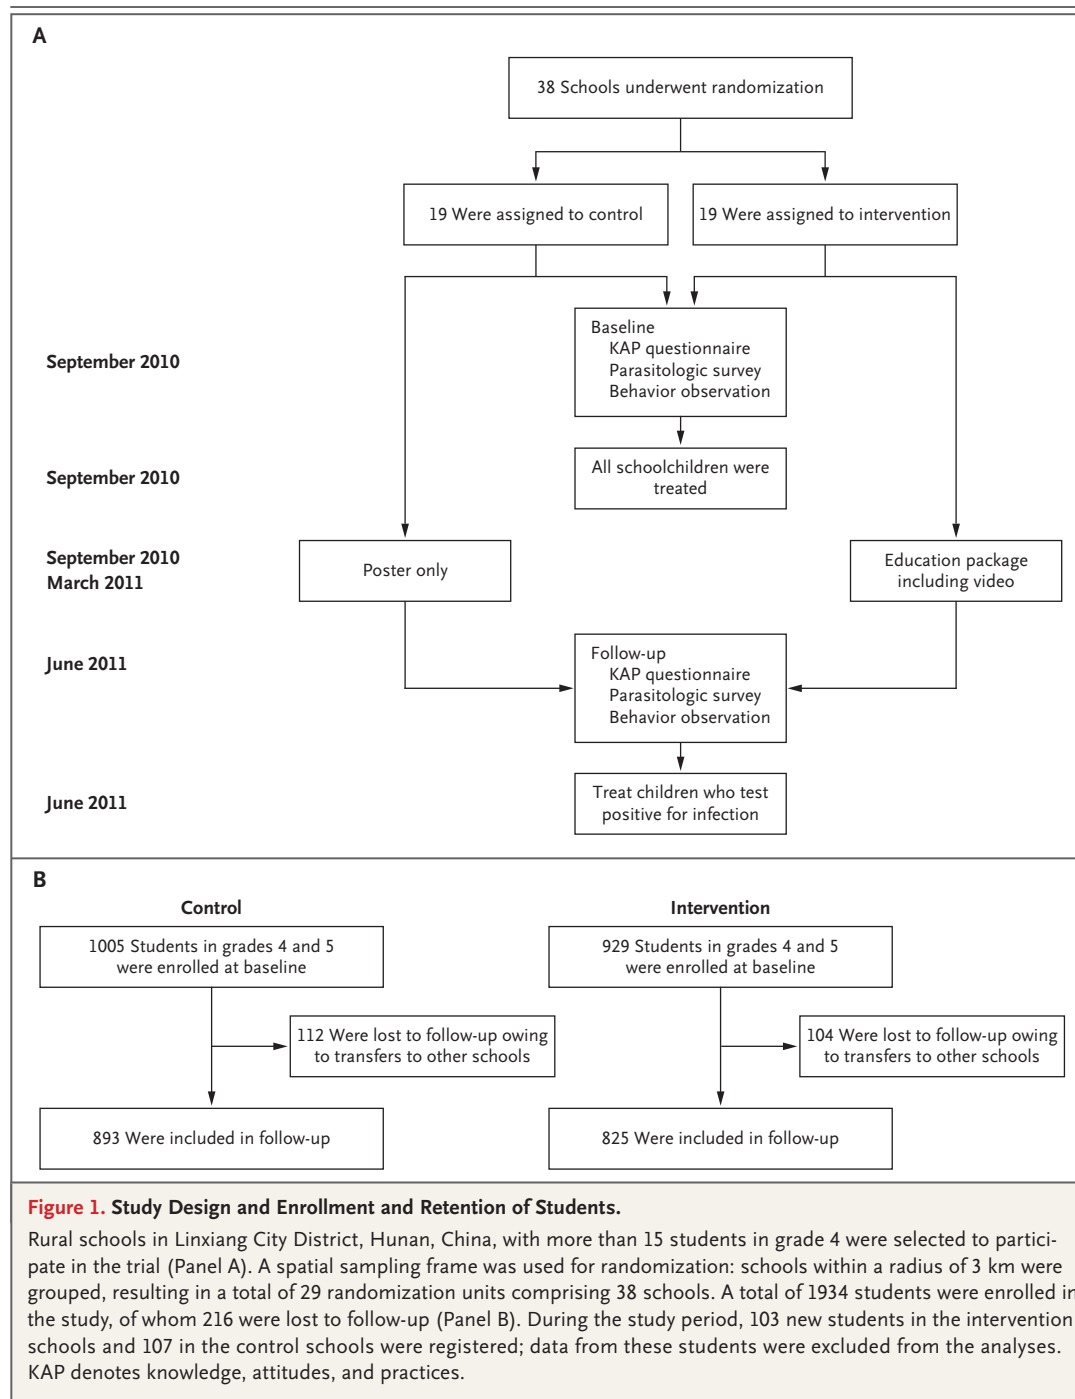 A
38 Schools underwent randomization
19 Were assigned to control
19 Were assigned to intervention
September 2010
Baseline
KAP questionnaire
Parasitologic survey
Behavior observation
September 2010
All schoolchildren were
treated
September 2010
March 2011
Poster only
Education package
including video
June 2011
Follow-up
KAP questionnaire
Parasitologic survey
Behavior observation
June 2011
Treat children who test
positive for infection
B
Control
Intervention
1005 Students in grades 4 and 5
were enrolled at baseline
929 Students in grades 4 and 5
were enrolled at baseline
112 Were lost to follow-up owing
to transfers to other schools
104 Were lost to follow-up owing
to transfers to other schools
893 Were included in follow-up
825 Were included in follow-up
Figure 1. Study Design and Enrollment and Retention of Students.
Rural schools in Linxiang City District, Hunan, China, with more than 15 students in grade 4 were selected to partici-
pate in the trial (Panel A). A spatial sampling frame was used for randomization: schools within a radius of 3 km were
grouped, resulting in a total of 29 randomization units comprising 38 schools. A total of 1934 students were enrolled in
the study, of whom 216 were lost to follow-up (Panel B). During the study period, 103 new students in the intervention
schools and 107 in the control schools were registered; data from these students were excluded from the analyses.
KAP denotes knowledge, attitudes, and practices.